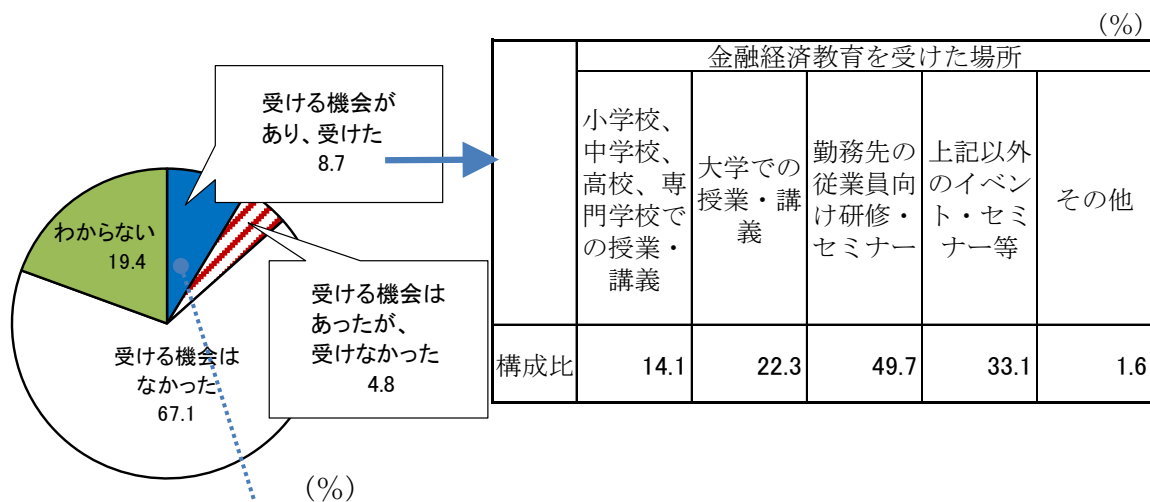 (%)
金融経済教育を受けた場所
小学校、
中学校、
高校、専
門学校で
の授業・
講義
大学での
授業・講
義
勤務先の
従業員向
け研修・
セミナー
上記以外
のイベン
ト・セミ
ナー等
その他
構成比
14.1
22.3
49.7
33.1
1.6
受ける機会が
あり、受けた
8.7
わからない
19.4
受ける機会は
あったが、
受けなかった
4.8
受ける機会は
なかった
67.1
(%)